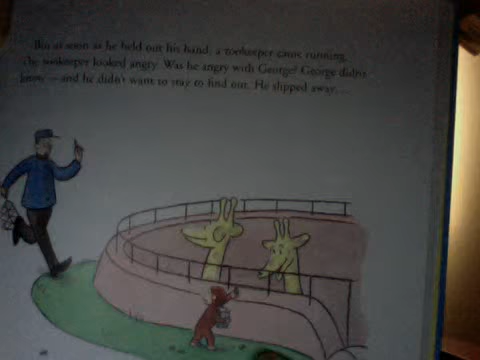 But as soon as he held out his hand, a zookeeper came running.
The zookeeper looked angry. Was he angry with George? George didn't
know — and he didn't want to stay to find out. He slipped away . . .